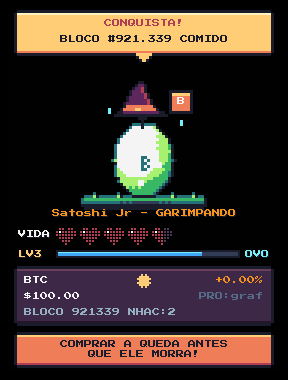 CONQUISTA!
BLOCO #921.339 COMIDO
B
B
Satoshi Jr - GARIMPANDO
VIDA
LV3 OVO
BTC +0.00%
$100.00 PRO:graf
BLOCO 921339 NHAC:2
COMPRAR A QUEDA ANTES
QUE ELE MORRA!